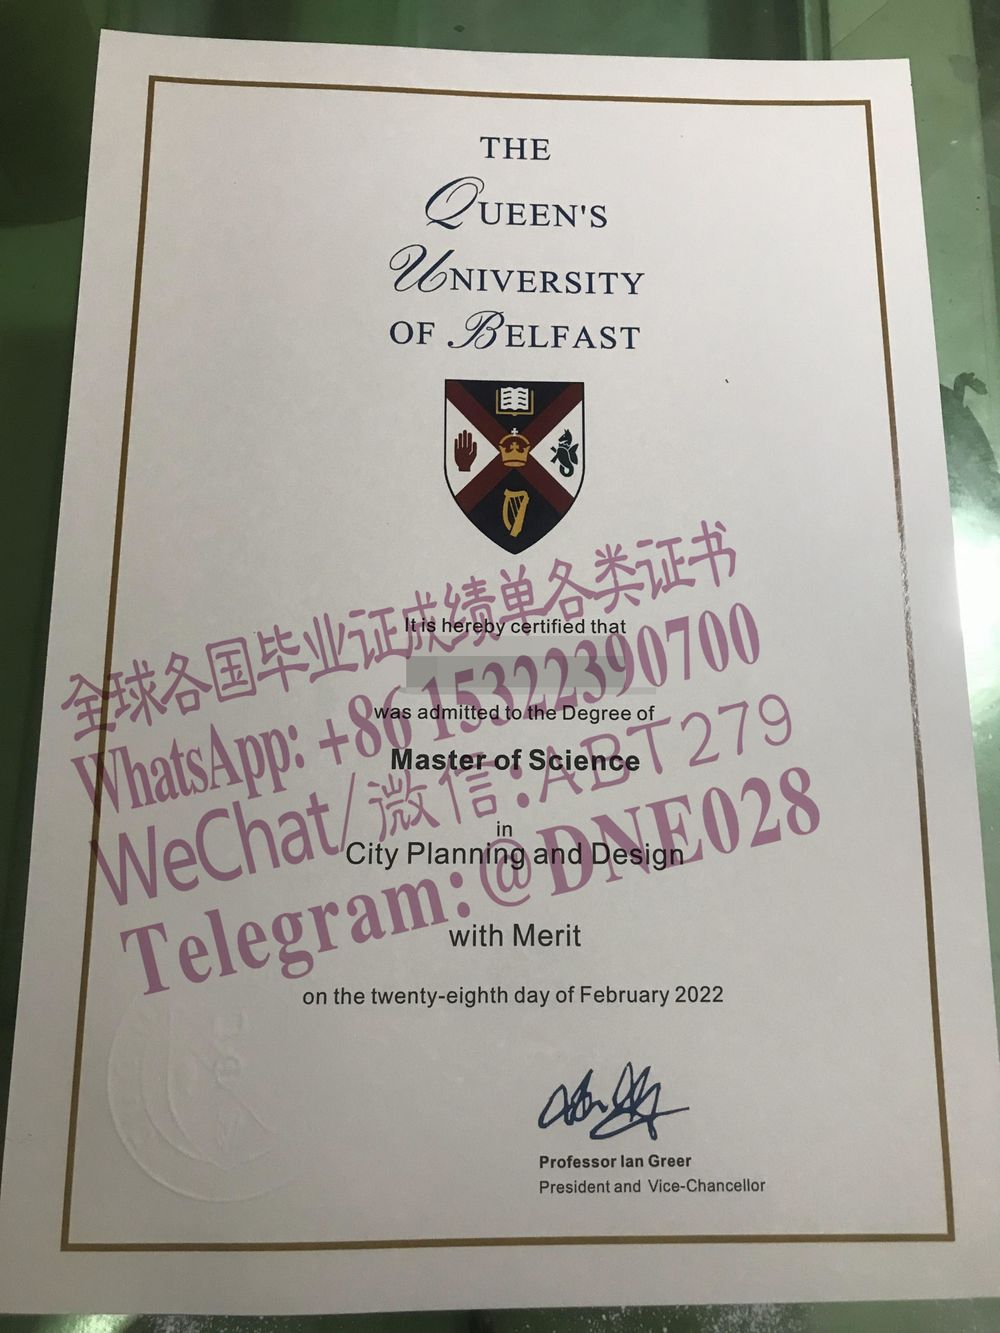 THE
QUEEN'S
UNIVERSITY
OF BELFAST
全球各国毕业证成绩单各类证书
It is hereby certified that
WhatsApp: +86 15322390700
was admitted to the Degree of
Master of Science
WeChat/微信:ABT279
in
City Planning and Design
Telegram:@DNE028
with Merit
on the twenty-eighth day of February 2022
Professor Ian Greer
President and Vice-Chancellor